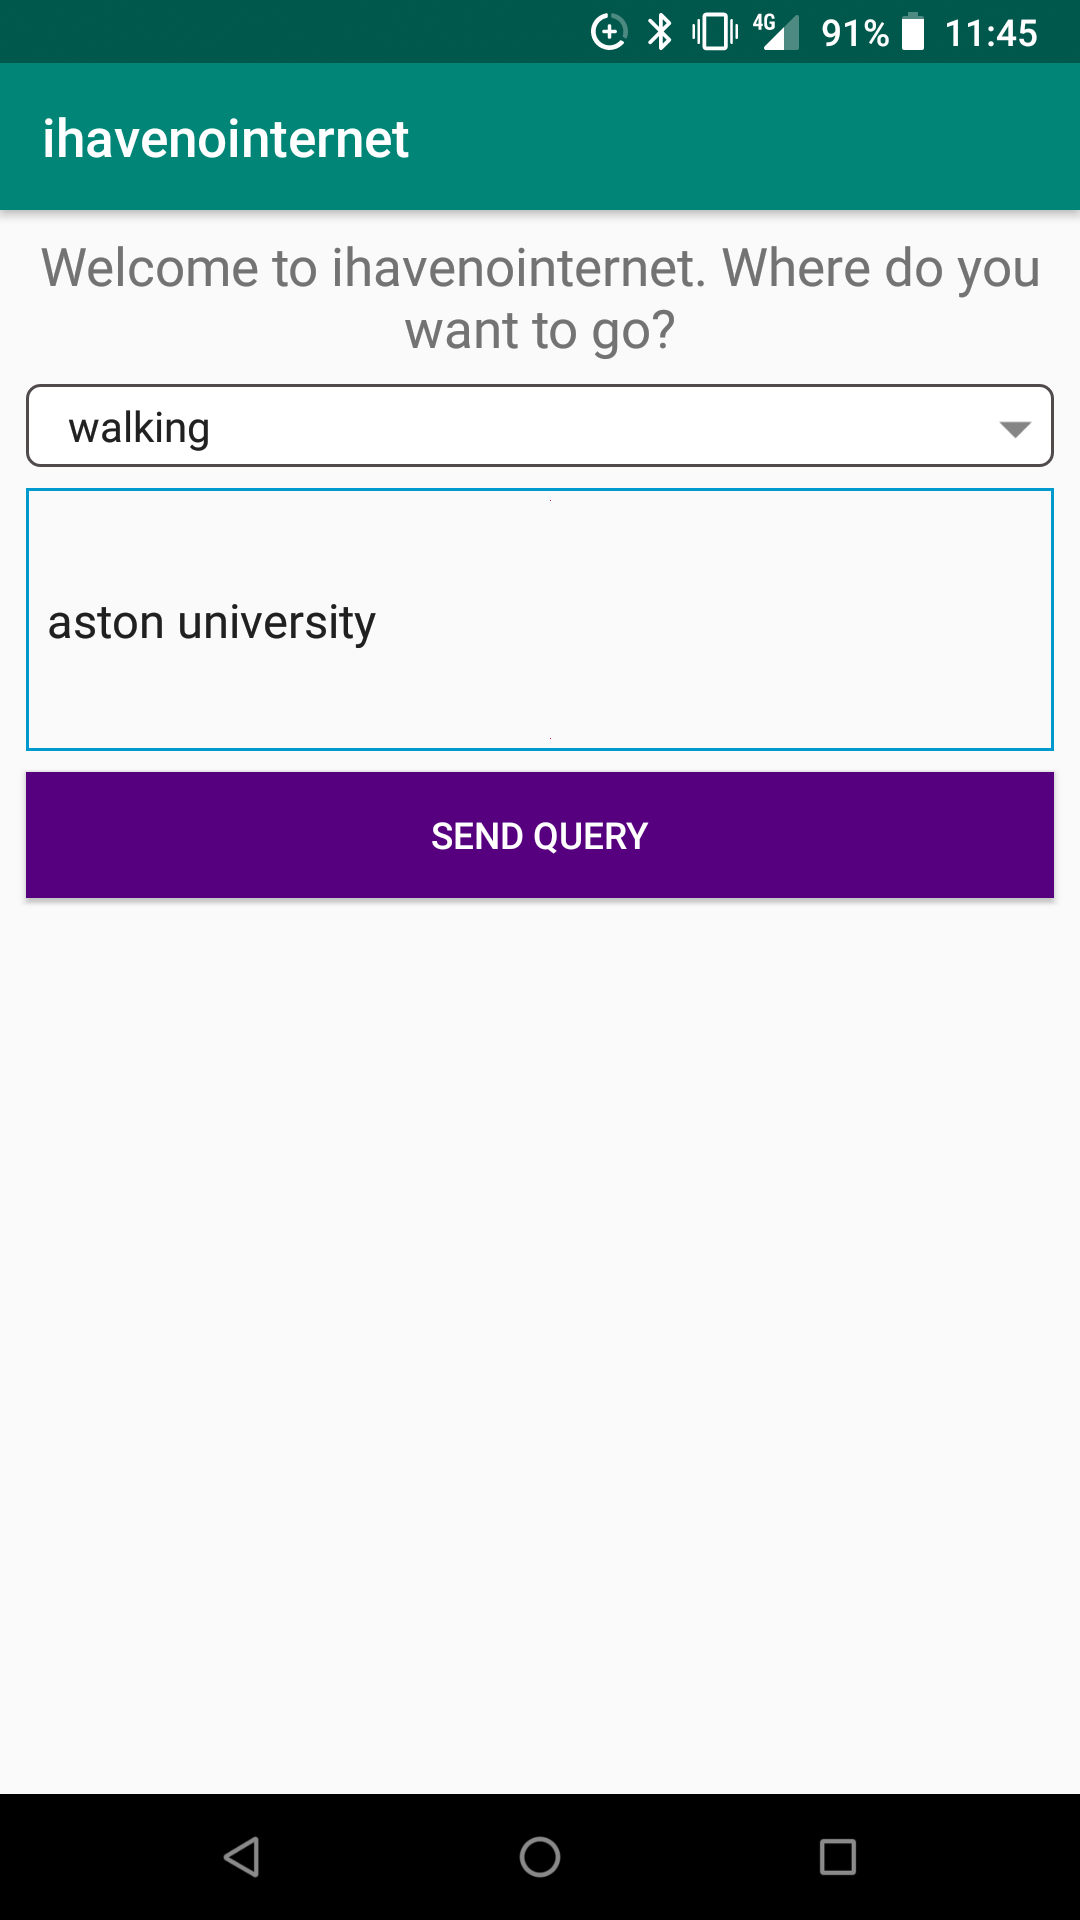 4G 91% 11:45
ihavenointernet
Welcome to ihavenointernet. Where do you
want to go?
walking
aston university
SEND QUERY